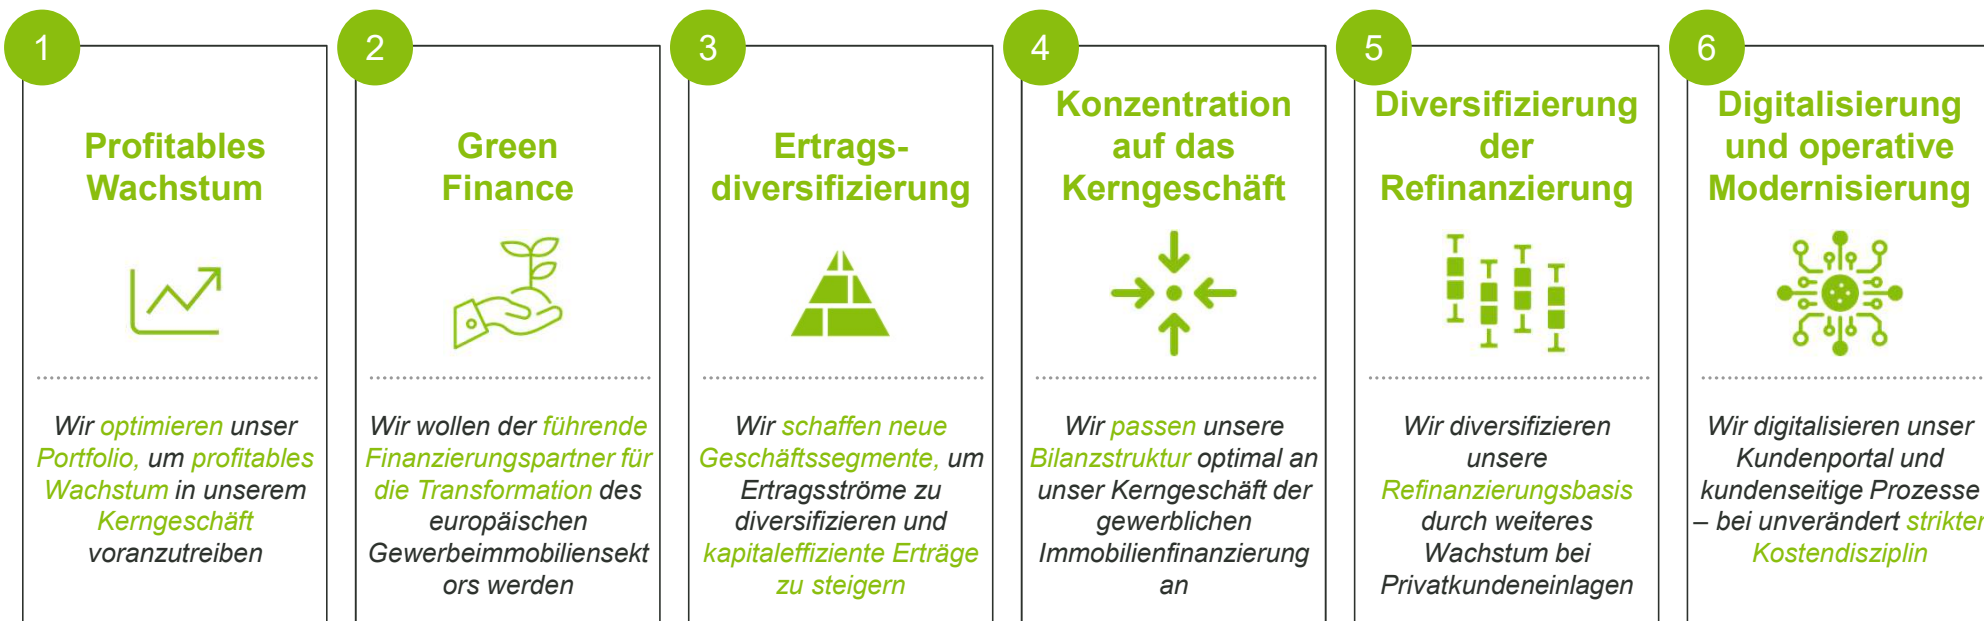 1
Profitables
Wachstum
Wir optimieren unser
Portfolio, um profitables
Wachstum in unserem
Kerngeschäft
voranzutreiben
2
Green
Finance
Wir wollen der führende
Finanzierungspartner für
die Transformation des
europäischen
Gewerbeimmobiliensekt
ors werden
3
Ertrags-
diversifizierung
Wir schaffen neue
Geschäftssegmente, um
Ertragsströme zu
diversifizieren und
kapitaleffiziente Erträge
zu steigern
4
Konzentration
auf das
Kerngeschäft
Wir passen unsere
Bilanzstruktur optimal an
unser Kerngeschäft der
gewerblichen
Immobilienfinanzierung
an
5
Diversifizierung
der
Refinanzierung
Wir diversifizieren
unsere
Refinanzierungsbasis
durch weiteres
Wachstum bei
Privatkundeneinlagen
6
Digitalisierung
und operative
Modernisierung
Wir digitalisieren unser
Kundenportal und
kundenseitige Prozesse
– bei unverändert strikter
Kostendisziplin